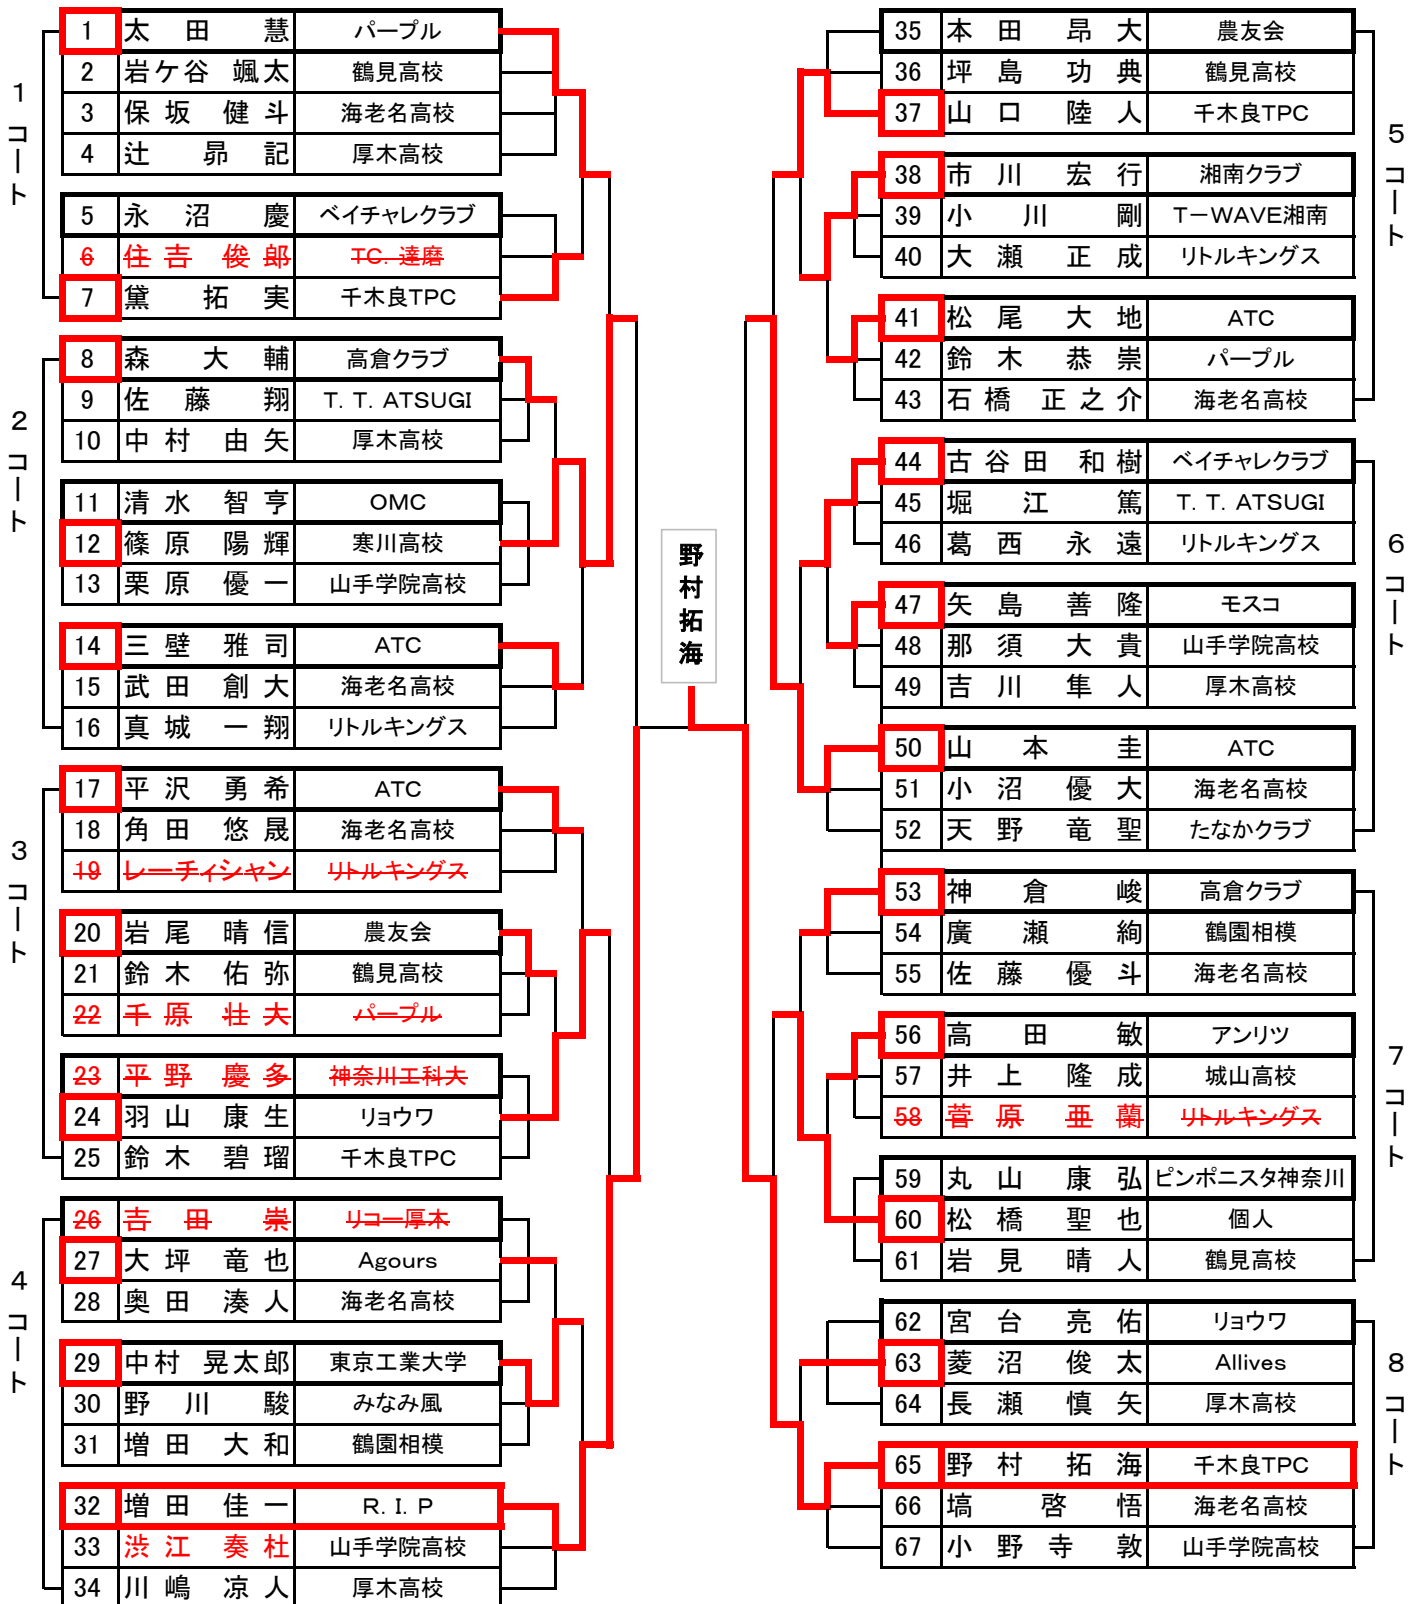 1コート
1 太田 慧 パープル
2 岩ケ谷 颯太 鶴見高校
3 保坂 健斗 海老名高校
4 辻 昴記 厚木高校
5 永沼 慶 ベイチャレクラブ
6 住吉 俊郎 TC. 達磨
7 黛 拓実 千木良TPC
2コート
8 森 大輔 高倉クラブ
9 佐藤 翔 T. T. ATSUGI
10 中村 由矢 厚木高校
11 清水 智亨 OMC
12 篠原 陽輝 寒川高校
13 栗原 優一 山手学院高校
14 三壁 雅司 ATC
15 武田 創大 海老名高校
16 真城 一翔 リトルキングス
3コート
17 平沢 勇希 ATC
18 角田 悠晟 海老名高校
19 レーティシャン リトルキングス
20 岩尾 晴信 農友会
21 鈴木 佑弥 鶴見高校
22 千原 壮大 パープル
23 平野 慶多 神奈川工科大
24 羽山 康生 リョウワ
25 鈴木 碧瑠 千木良TPC
4コート
26 吉田 崇 リコー厚木
27 大坪 竜也 Agours
28 奥田 湊人 海老名高校
29 中村 晃太郎 東京工業大学
30 野川 駿 みなみ風
31 増田 大和 鶴園相模
32 増田 佳一 R. I. P
33 渋江 奏杜 山手学院高校
34 川嶋 凉人 厚木高校
野村拓海
5コート
35 本田 昂大 農友会
36 坪島 功典 鶴見高校
37 山口 陸人 千木良TPC
38 市川 宏行 湘南クラブ
39 小川 剛 T－WAVE湘南
40 大瀬 正成 リトルキングス
41 松尾 大地 ATC
42 鈴木 恭崇 パープル
43 石橋 正之介 海老名高校
6コート
44 古谷田 和樹 ベイチャレクラブ
45 堀江 篤 T. T. ATSUGI
46 葛西 永遠 リトルキングス
47 矢島 善隆 モスコ
48 那須 大貴 山手学院高校
49 吉川 隼人 厚木高校
50 山本 圭 ATC
51 小沼 優大 海老名高校
52 天野 竜聖 たなかクラブ
7コート
53 神倉 峻 高倉クラブ
54 廣瀬 絢 鶴園相模
55 佐藤 優斗 海老名高校
56 高田 敏 アンリツ
57 井上 隆成 城山高校
58 菅原 亜蘭 リトルキングス
59 丸山 康弘 ピンポニスタ神奈川
60 松橋 聖也 個人
61 岩見 晴人 鶴見高校
8コート
62 宮台 亮佑 リョウワ
63 菱沼 俊太 Allives
64 長瀬 慎矢 厚木高校
65 野村 拓海 千木良TPC
66 塙 啓悟 海老名高校
67 小野寺 敦 山手学院高校